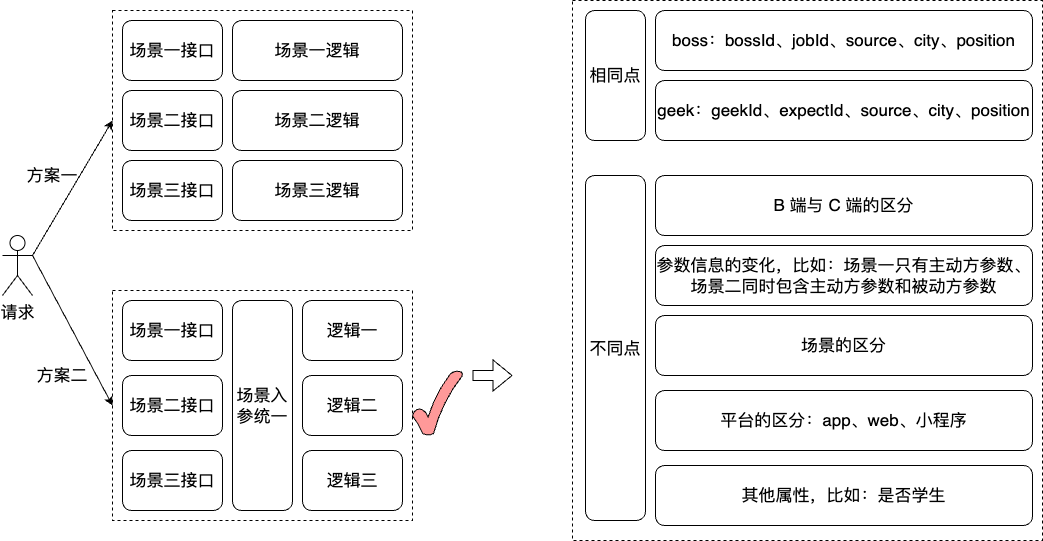 场景一接口
场景一逻辑
场景二接口
场景二逻辑
场景三接口
场景三逻辑
方案一
请求
方案二
场景一接口
场景二接口
场景三接口
场景入
参统一
逻辑一
逻辑二
逻辑三
相同点
boss：bossId、jobId、source、city、position
geek：geekId、expectId、source、city、position
不同点
B 端与 C 端的区分
参数信息的变化，比如：场景一只有主动方参数、
场景二同时包含主动方参数和被动方参数
场景的区分
平台的区分：app、web、小程序
其他属性，比如：是否学生